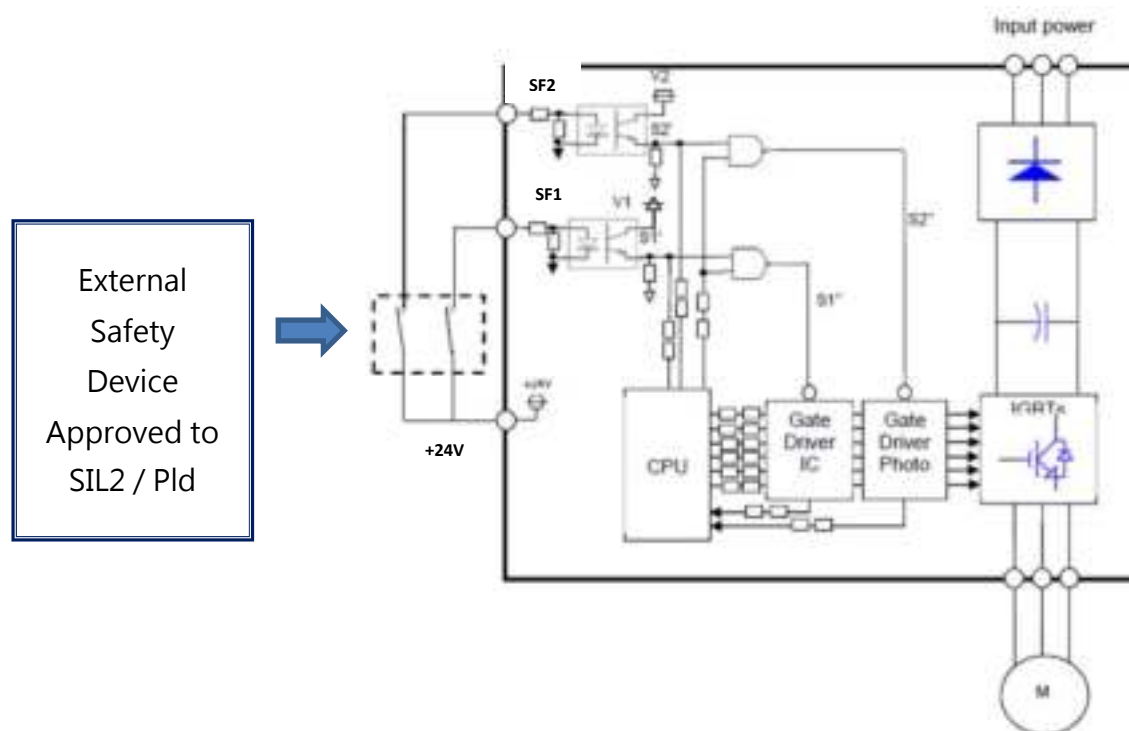 Input power
SF2
V2
S2'
SF1
V1
S1'
S2"
S1"
External
Safety
Device
Approved to
SIL2 / Pld
+24V
+24V
CPU
Gate
Driver
IC
Gate
Driver
Photo
IGBTs
M